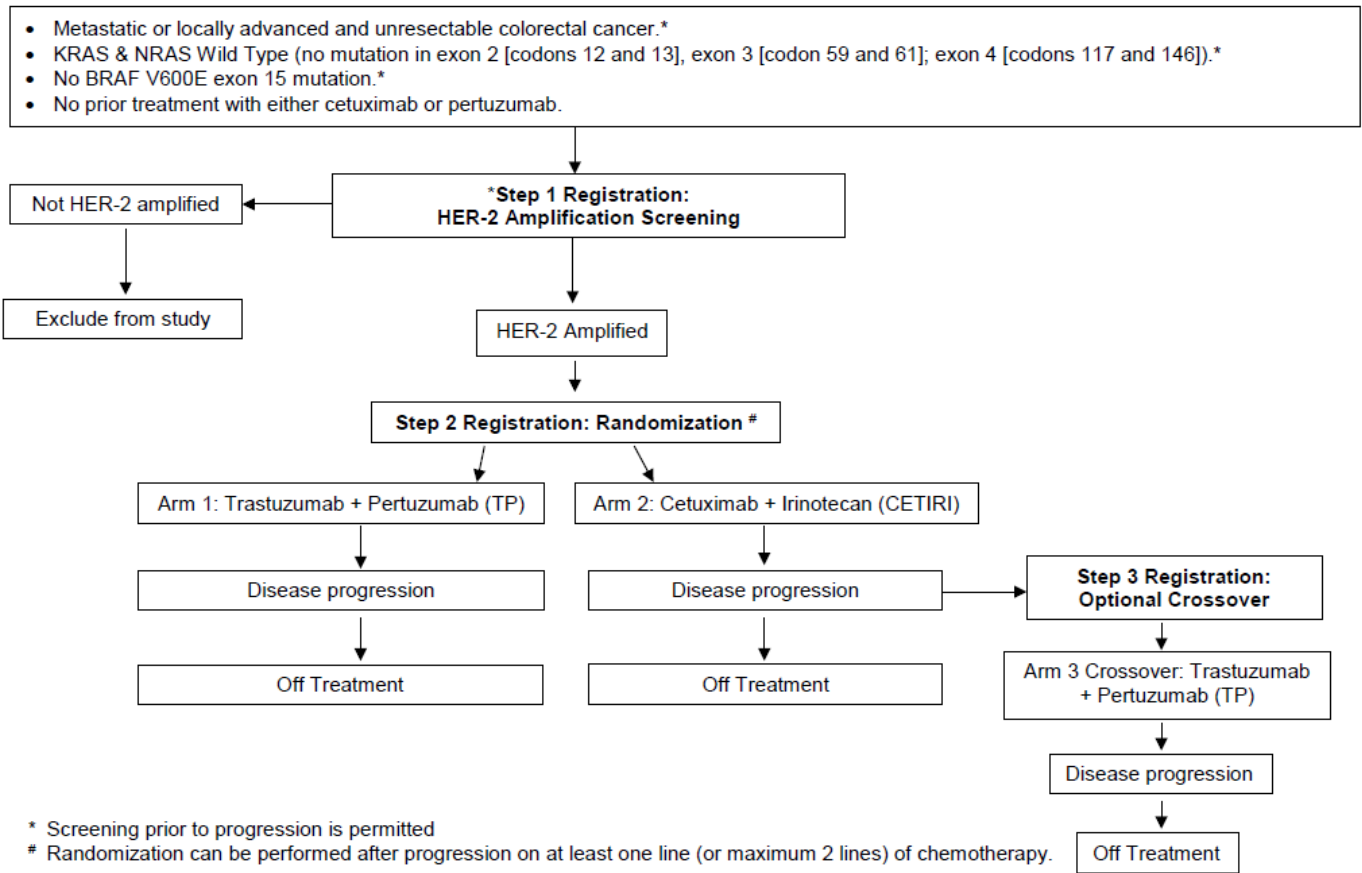 • Metastatic or locally advanced and unresectable colorectal cancer.*
• KRAS & NRAS Wild Type (no mutation in exon 2 [codons 12 and 13], exon 3 [codon 59 and 61]; exon 4 [codons 117 and 146]).*
• No BRAF V600E exon 15 mutation.*
• No prior treatment with either cetuximab or pertuzumab.
*Step 1 Registration:
HER-2 Amplification Screening
Not HER-2 amplified
Exclude from study
HER-2 Amplified
Step 2 Registration: Randomization #
Arm 1: Trastuzumab + Pertuzumab (TP)
Arm 2: Cetuximab + Irinotecan (CETIRI)
Disease progression
Disease progression
Step 3 Registration:
Optional Crossover
Off Treatment
Off Treatment
Arm 3 Crossover: Trastuzumab
+ Pertuzumab (TP)
Disease progression
Off Treatment
* Screening prior to progression is permitted
# Randomization can be performed after progression on at least one line (or maximum 2 lines) of chemotherapy.